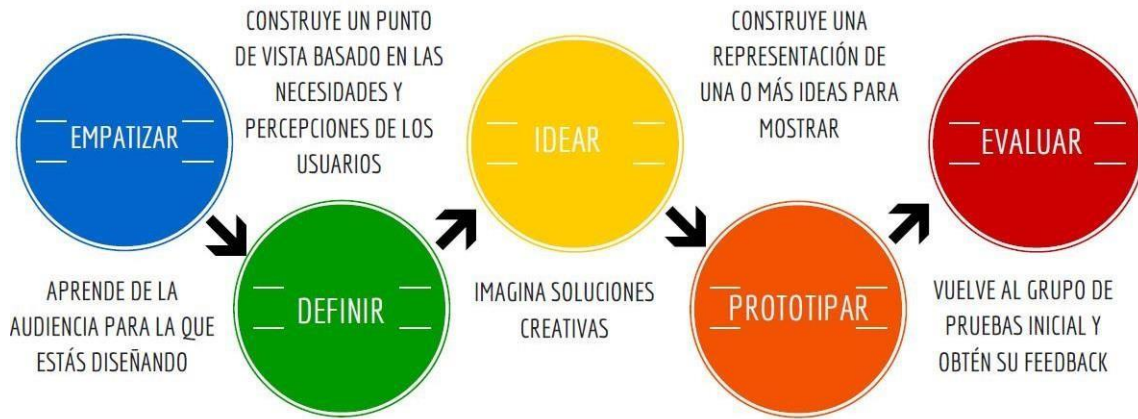 EMPATIZAR
APRENDE DE LA
AUDIENCIA PARA LA QUE
ESTÁS DISEÑANDO
CONSTRUYE UN PUNTO
DE VISTA BASADO EN LAS
NECESIDADES Y
PERCEPCIONES DE LOS
USUARIOS
DEFINIR
IDEAR
IMAGINA SOLUCIONES
CREATIVAS
CONSTRUYE UNA
REPRESENTACIÓN DE
UNA O MÁS IDEAS PARA
MOSTRAR
PROTOTIPAR
EVALUAR
VUELVE AL GRUPO DE
PRUEBAS INICIAL Y
OBTÉN SU FEEDBACK